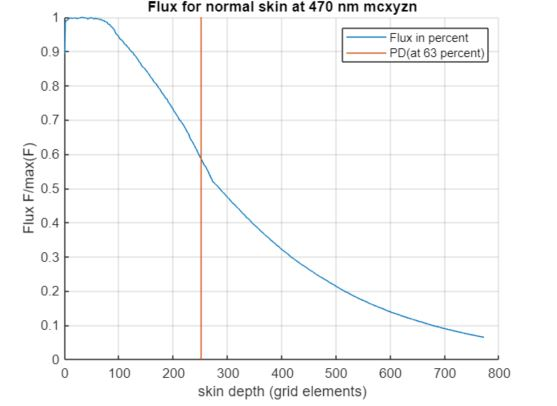 Flux for normal skin at 470 nm mcxyzn
Flux in percent
PD(at 63 percent)
Flux F/max(F)
1
0.9
0.8
0.7
0.6
0.5
0.4
0.3
0.2
0.1
0
0 100 200 300 400 500 600 700 800
skin depth (grid elements)